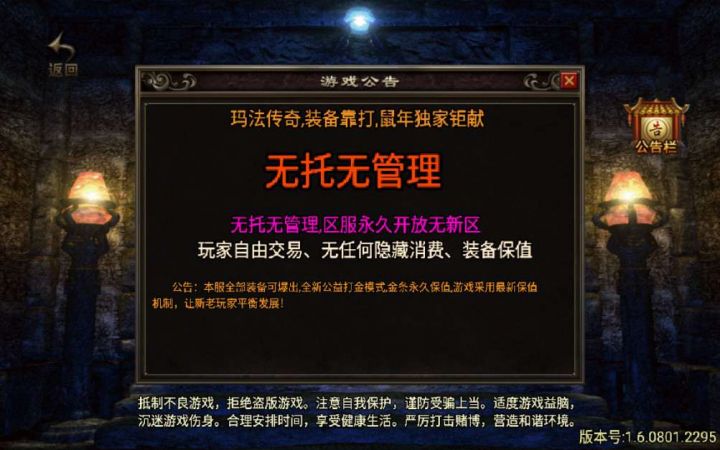 返回
游戏公告
玛法传奇,装备靠打,鼠年独家钜献
告
公告栏
无托无管理
无托无管理,区服永久开放无新区
玩家自由交易、无任何隐藏消费、装备保值
公告：本服全部装备可爆出,全新公益打金模式,金条永久保值,游戏采用最新保值
机制，让新老玩家平衡发展！
抵制不良游戏，拒绝盗版游戏。注意自我保护，谨防受骗上当。适度游戏益脑，
沉迷游戏伤身。合理安排时间，享受健康生活。严厉打击赌博，营造和谐环境。
版本号:1.6.0801.2295